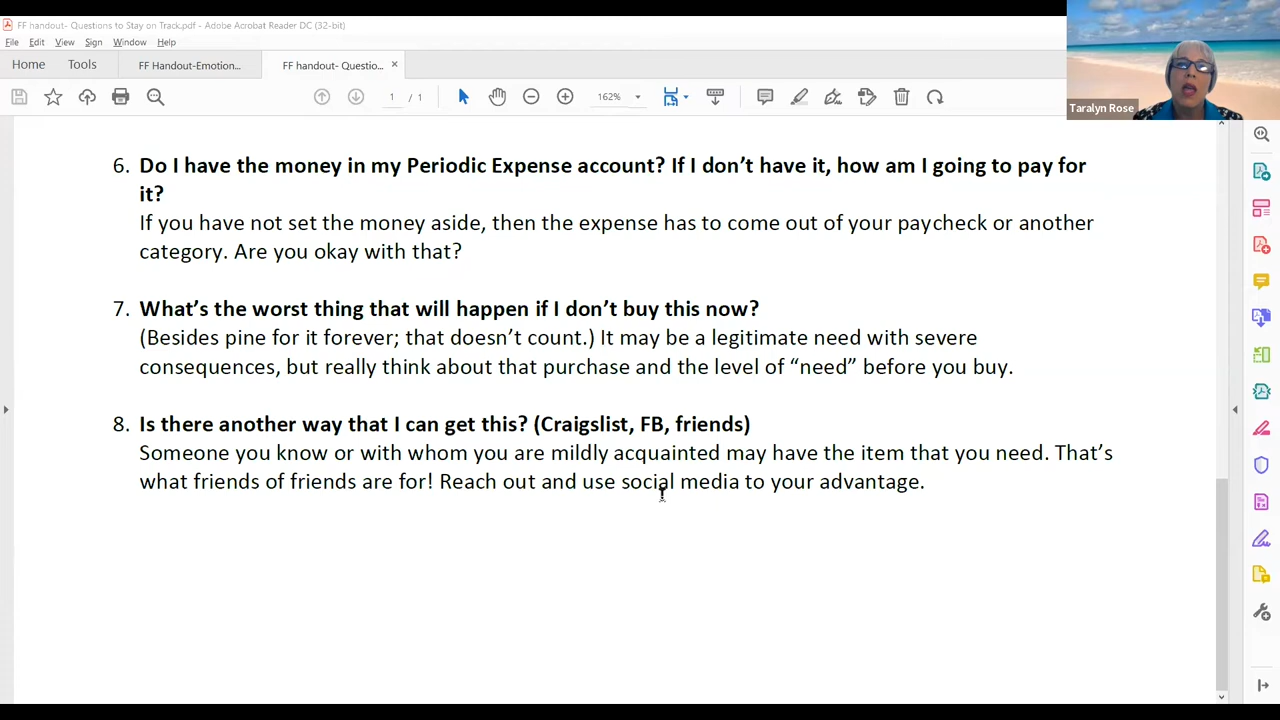 FF handout- Questions to Stay on Track.pdf - Adobe Acrobat Reader DC (32-bit)
File Edit View Sign Window Help
Home Tools FF Handout-Emotion... FF handout- Questio... ×
1 / 1 162%
Taralyn Rose
6. Do I have the money in my Periodic Expense account? If I don’t have it, how am I going to pay for
it?
If you have not set the money aside, then the expense has to come out of your paycheck or another
category. Are you okay with that?
7. What’s the worst thing that will happen if I don’t buy this now?
(Besides pine for it forever; that doesn’t count.) It may be a legitimate need with severe
consequences, but really think about that purchase and the level of “need” before you buy.
8. Is there another way that I can get this? (Craigslist, FB, friends)
Someone you know or with whom you are mildly acquainted may have the item that you need. That’s
what friends of friends are for! Reach out and use social media to your advantage.